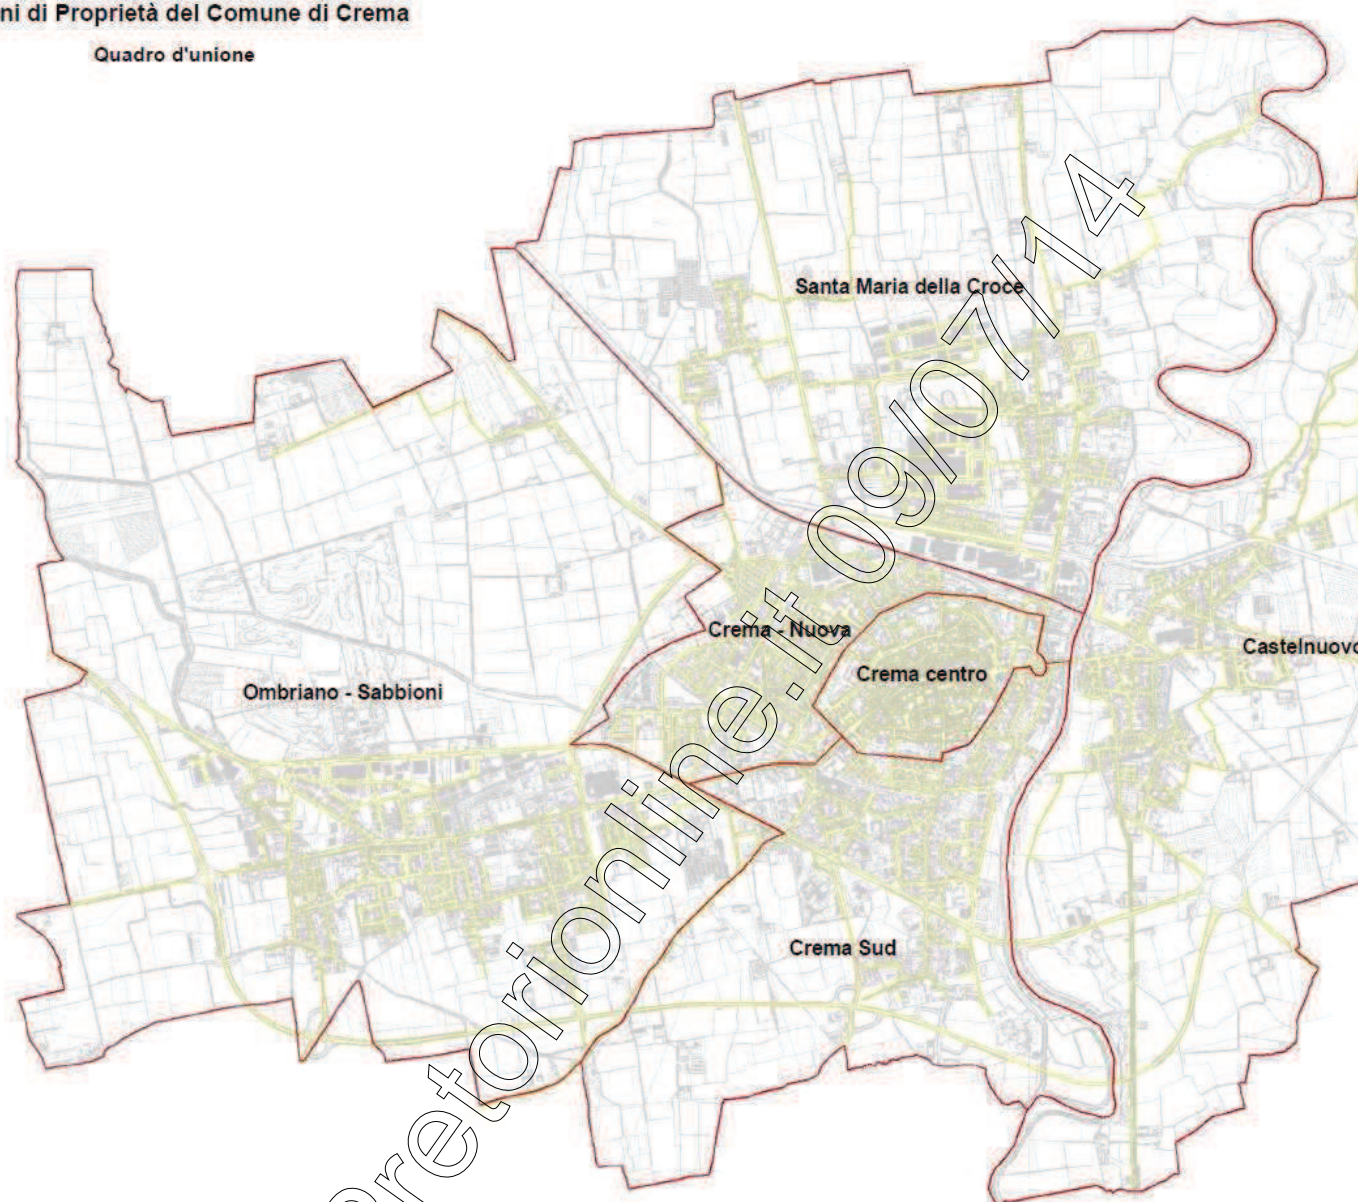 ni di Proprietà del Comune di Crema
Quadro d'unione
Santa Maria della Croce
Crema - Nuova
Crema centro
Castelnuovo
Ombriano - Sabbioni
Crema Sud
retorionline.it 09/07/14